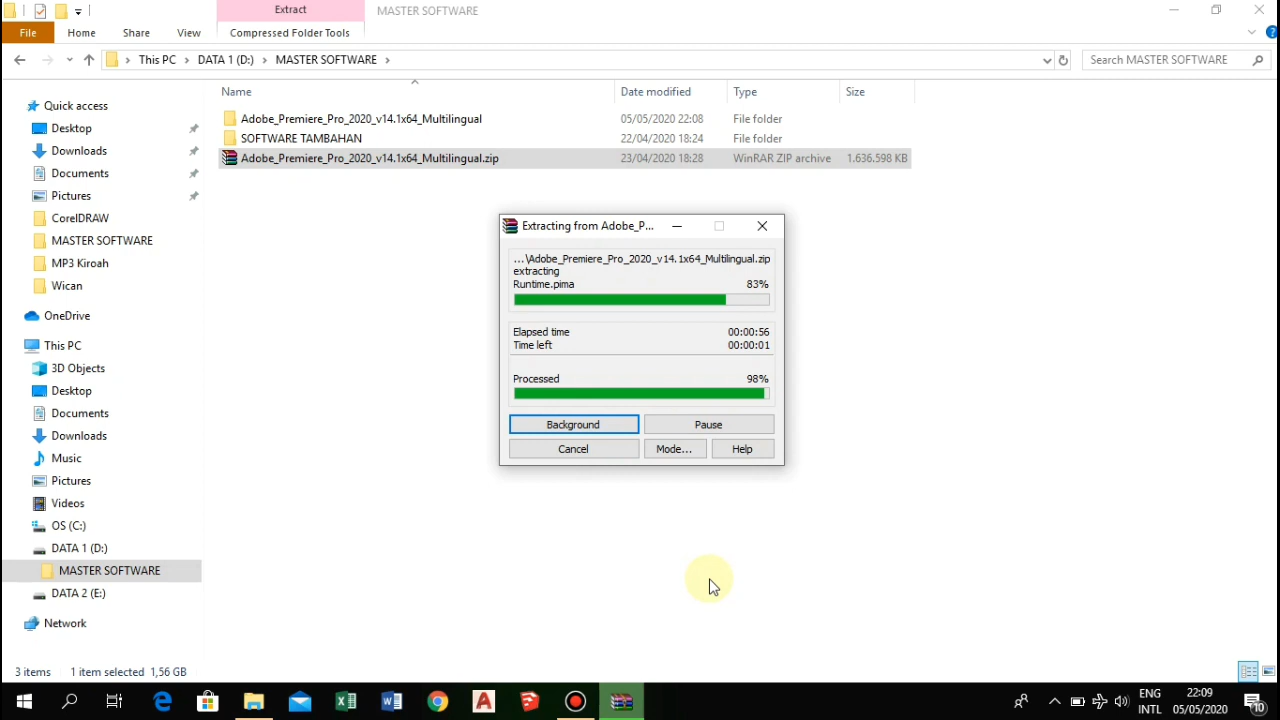 Extract
MASTER SOFTWARE
File
Home
Share
View
Compressed Folder Tools
This PC
DATA 1 (D:)
MASTER SOFTWARE
Search MASTER SOFTWARE
Name
Date modified
Type
Size
Adobe_Premiere_Pro_2020_v14.1x64_Multilingual
05/05/2020 22:08
File folder
SOFTWARE TAMBAHAN
22/04/2020 18:24
File folder
Adobe_Premiere_Pro_2020_v14.1x64_Multilingual.zip
23/04/2020 18:28
WinRAR ZIP archive
1.636.598 KB
Quick access
Desktop
Downloads
Documents
Pictures
CorelDRAW
MASTER SOFTWARE
MP3 Kiroah
Wican
OneDrive
This PC
3D Objects
Desktop
Documents
Downloads
Music
Pictures
Videos
OS (C:)
DATA 1 (D:)
MASTER SOFTWARE
DATA 2 (E:)
Network
Extracting from Adobe_P...
...\Adobe_Premiere_Pro_2020_v14.1x64_Multilingual.zip
extracting
Runtime.pima
83%
Elapsed time
00:00:56
Time left
00:00:01
Processed
98%
Background
Pause
Cancel
Mode...
Help
3 items
1 item selected 1,56 GB
ENG
INTL
22:09
05/05/2020
10